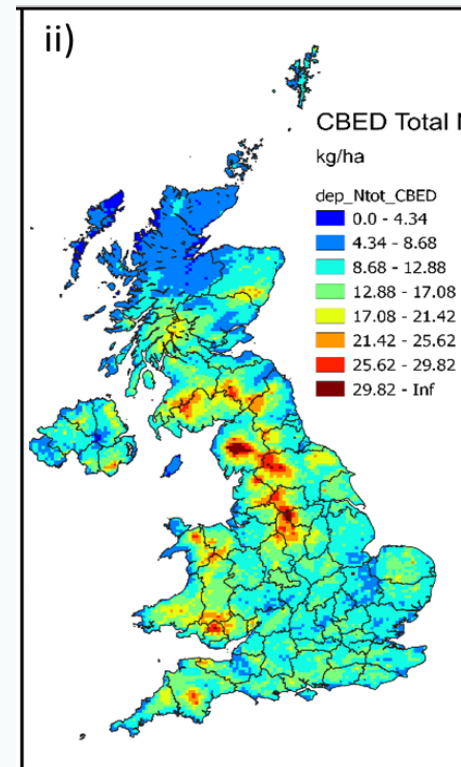 ii)
CBED Total N
kg/ha
dep_Ntot_CBED
0.0 - 4.34
4.34 - 8.68
8.68 - 12.88
12.88 - 17.08
17.08 - 21.42
21.42 - 25.62
25.62 - 29.82
29.82 - Inf